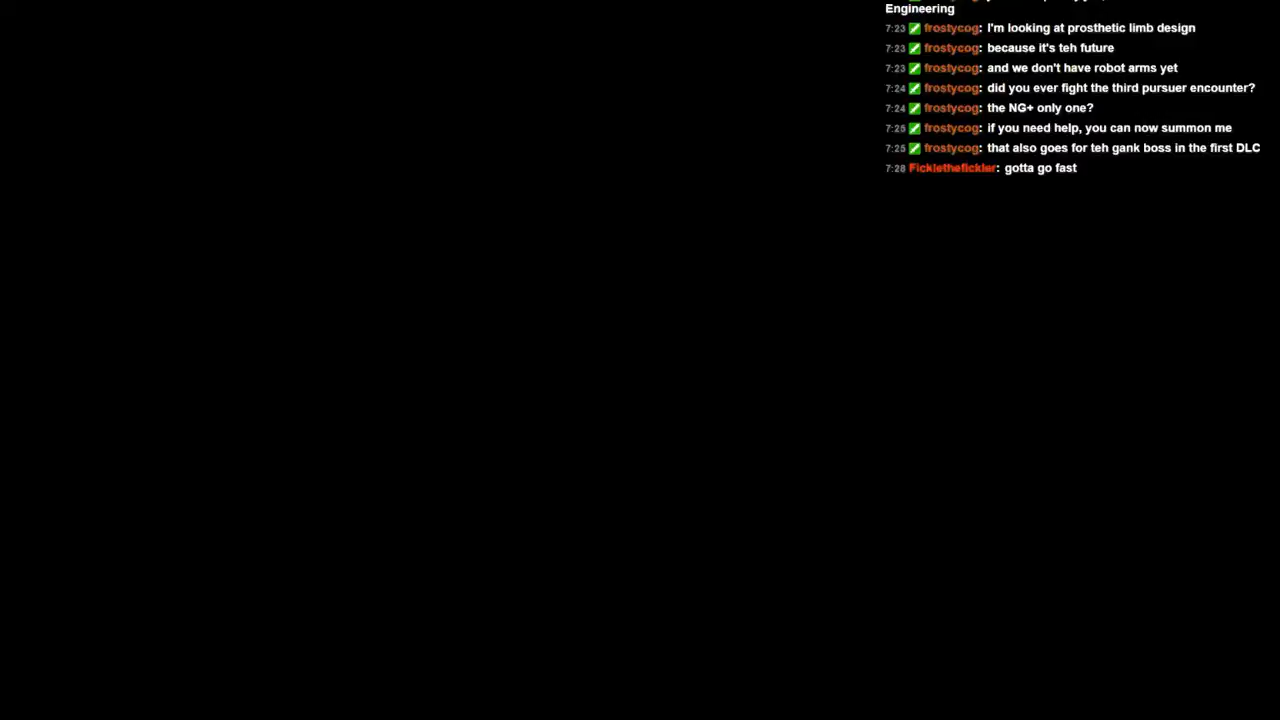 Engineering
7:23 frostycog: I'm looking at prosthetic limb design
7:23 frostycog: because it's teh future
7:23 frostycog: and we don't have robot arms yet
7:24 frostycog: did you ever fight the third pursuer encounter?
7:24 frostycog: the NG+ only one?
7:25 frostycog: if you need help, you can now summon me
7:25 frostycog: that also goes for teh gank boss in the first DLC
7:28 Ficklethefickler: gotta go fast